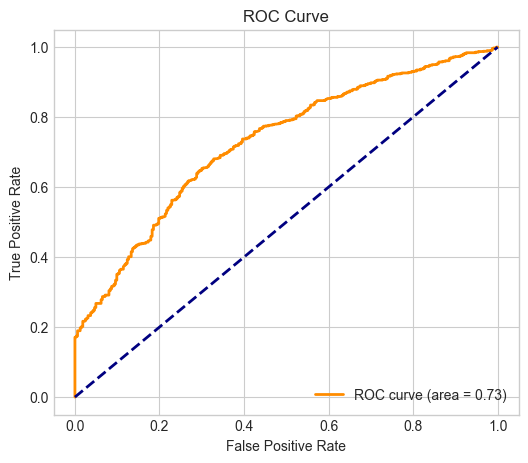 ROC Curve
1.0
0.8
0.6
0.4
0.2
0.0
True Positive Rate
ROC curve (area = 0.73)
0.0 0.2 0.4 0.6 0.8 1.0
False Positive Rate